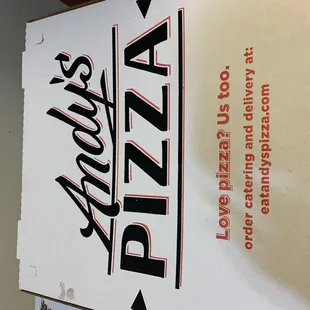 Andy's
PIZZA
Love pizza? Us too.
order catering and delivery at:
eatandyspizza.com